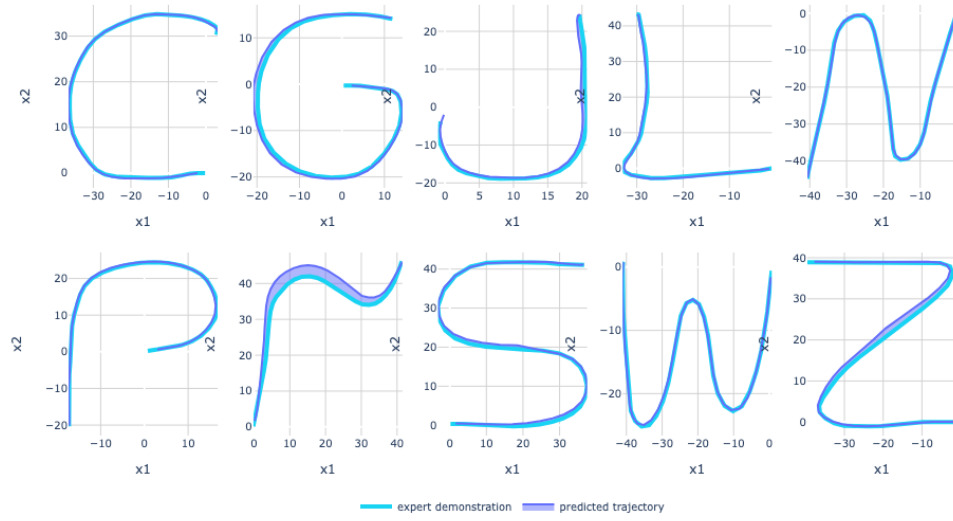 30
20
10
0
x2
−30 −20 −10 0
x1
10
0
−10
−20
x2
−20 −10 0 10
x1
20
10
0
−10
−20
x2
0 5 10 15 20
x1
40
30
20
10
0
x2
−30 −20 −10 0
x1
0
−10
−20
−30
−40
x2
−40 −30 −20 −10
x1
20
10
0
−10
−20
x2
−10 0 10
x1
40
30
20
10
0
x2
0 10 20 30 40
x1
40
30
20
10
0
x2
0 10 20 30
x1
0
−10
−20
x2
−40 −30 −20 −10 0
x1
40
30
20
10
0
x2
−30 −20 −10
x1
expert demonstration predicted trajectory